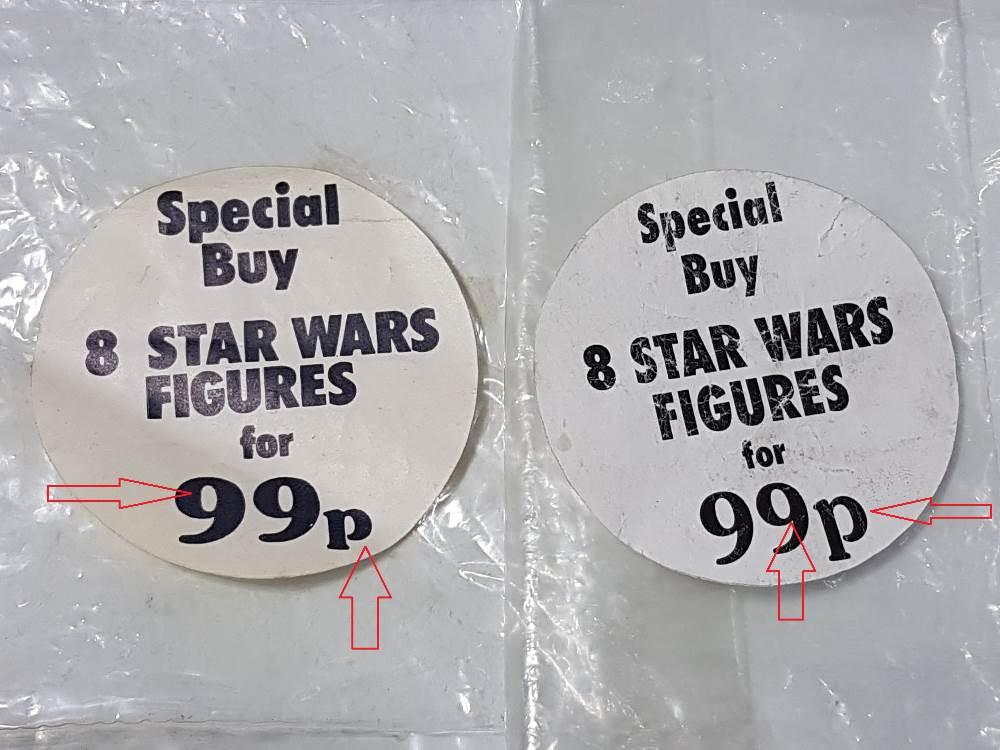 Special
Buy
8 STAR WARS
FIGURES
for
99p
Special
Buy
8 STAR WARS
FIGURES
for
99p